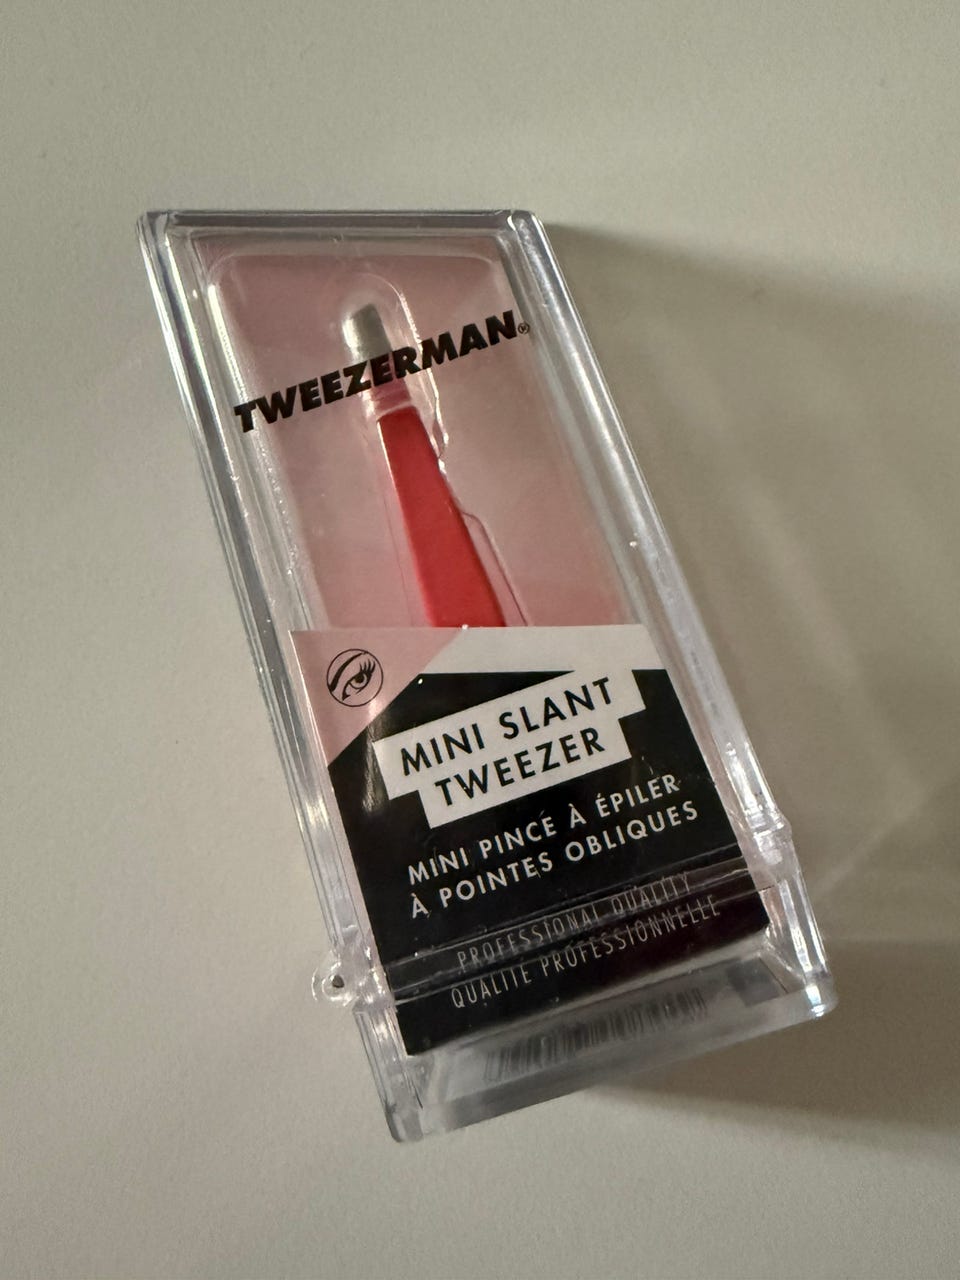 TWEEZERMAN®
MINI SLANT
TWEEZER
MINI PINCE À ÉPILER
À POINTES OBLIQUES
PROFESSIONAL QUALITY
QUALITÉ PROFESSIONNELLE